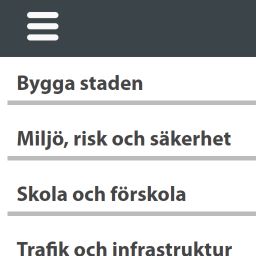 Bygga staden
Miljö, risk och säkerhet
Skola och förskola
Trafik och infrastruktur